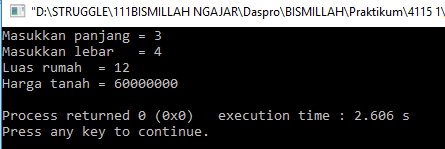 "D:\STRUGGLE\111BISMILLAH NGAJAR\Daspro\BISMILLAH\Praktikum\4115 1\
Masukkan panjang = 3
Masukkan lebar   = 4
Luas rumah  = 12
Harga tanah = 60000000
Process returned 0 (0x0)   execution time : 2.606 s
Press any key to continue.